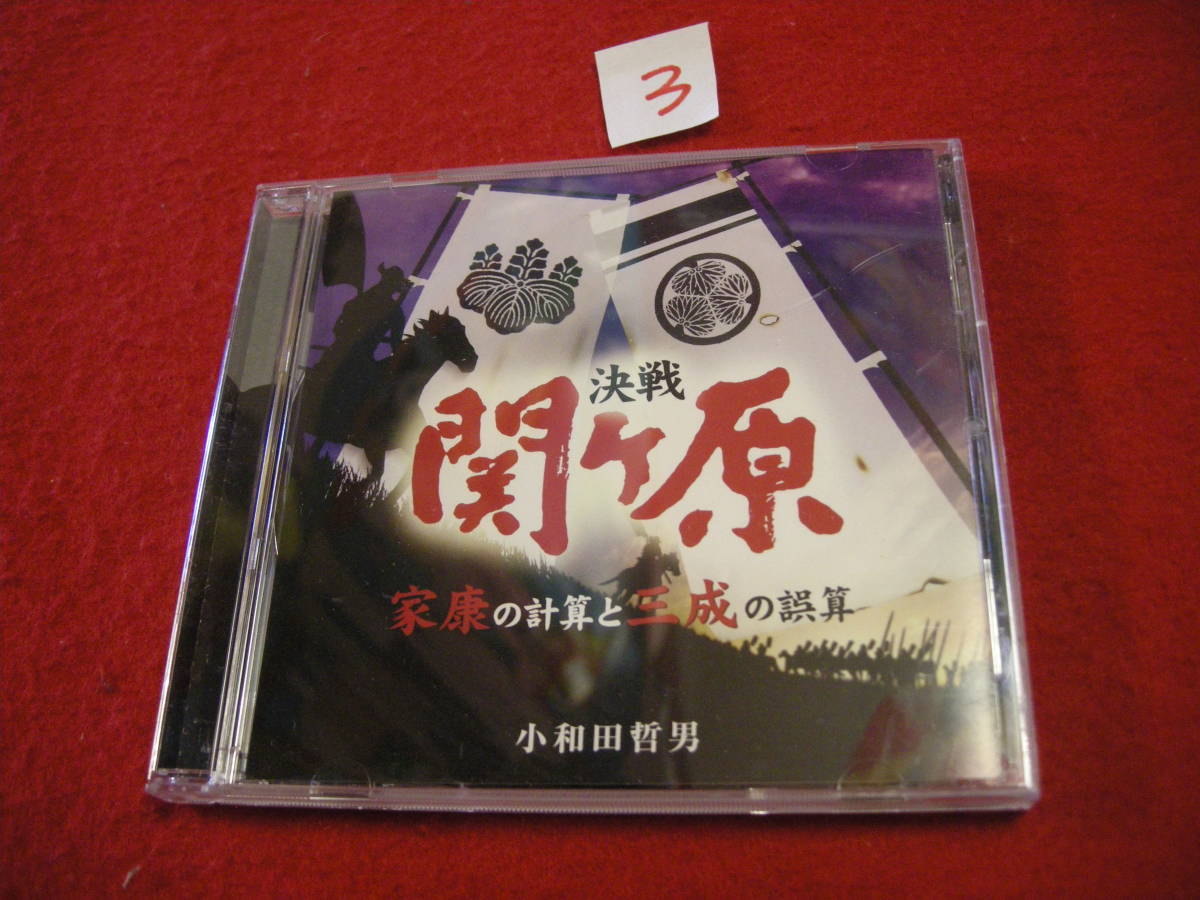 3
決戦
関ヶ原
家康の計算と三成の誤算
小和田哲男